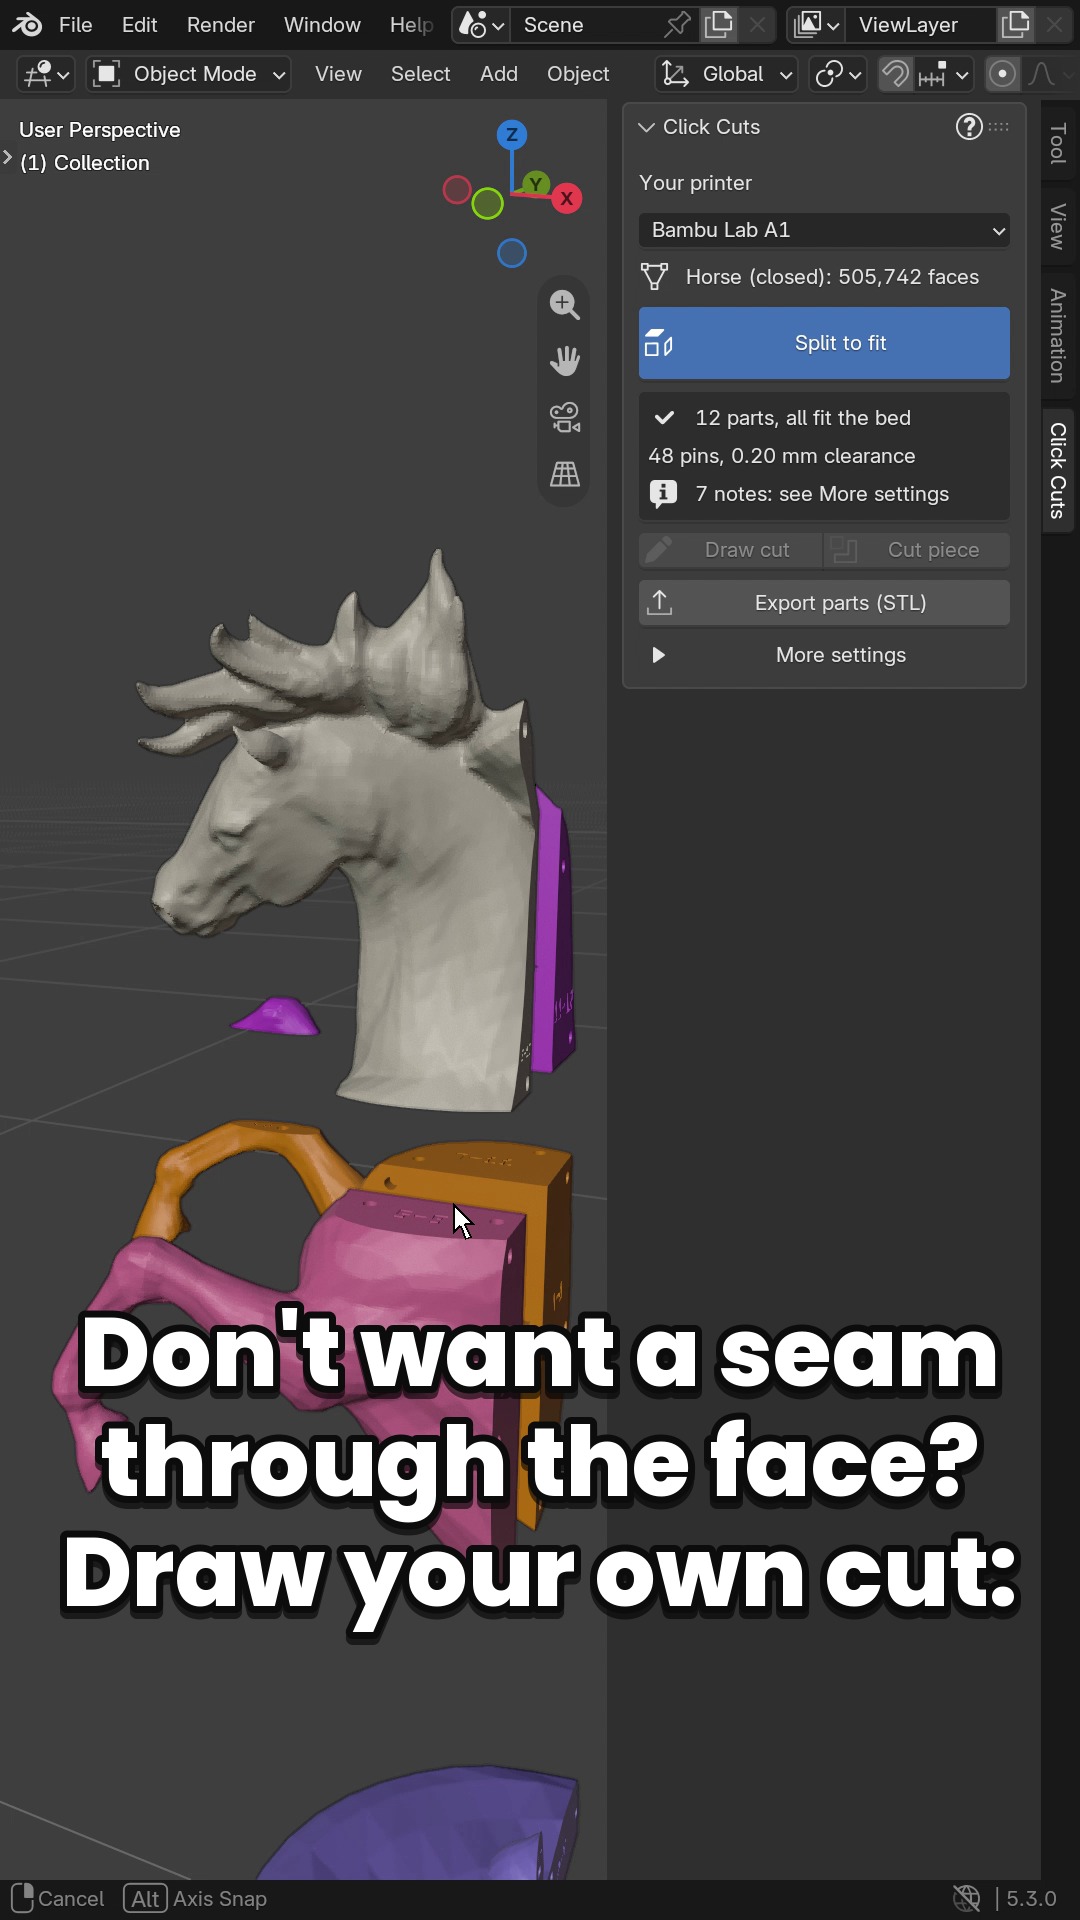 File Edit Render Window Help Scene ViewLayer
Object Mode View Select Add Object Global
User Perspective
(1) Collection
Z
Y
X
Click Cuts
Your printer
Bambu Lab A1
Horse (closed): 505,742 faces
Split to fit
12 parts, all fit the bed
48 pins, 0.20 mm clearance
7 notes: see More settings
Draw cut Cut piece
Export parts (STL)
More settings
Tool
View
Animation
Click Cuts
Don't want a seam
through the face?
Draw your own cut:
Cancel Alt Axis Snap 5.3.0